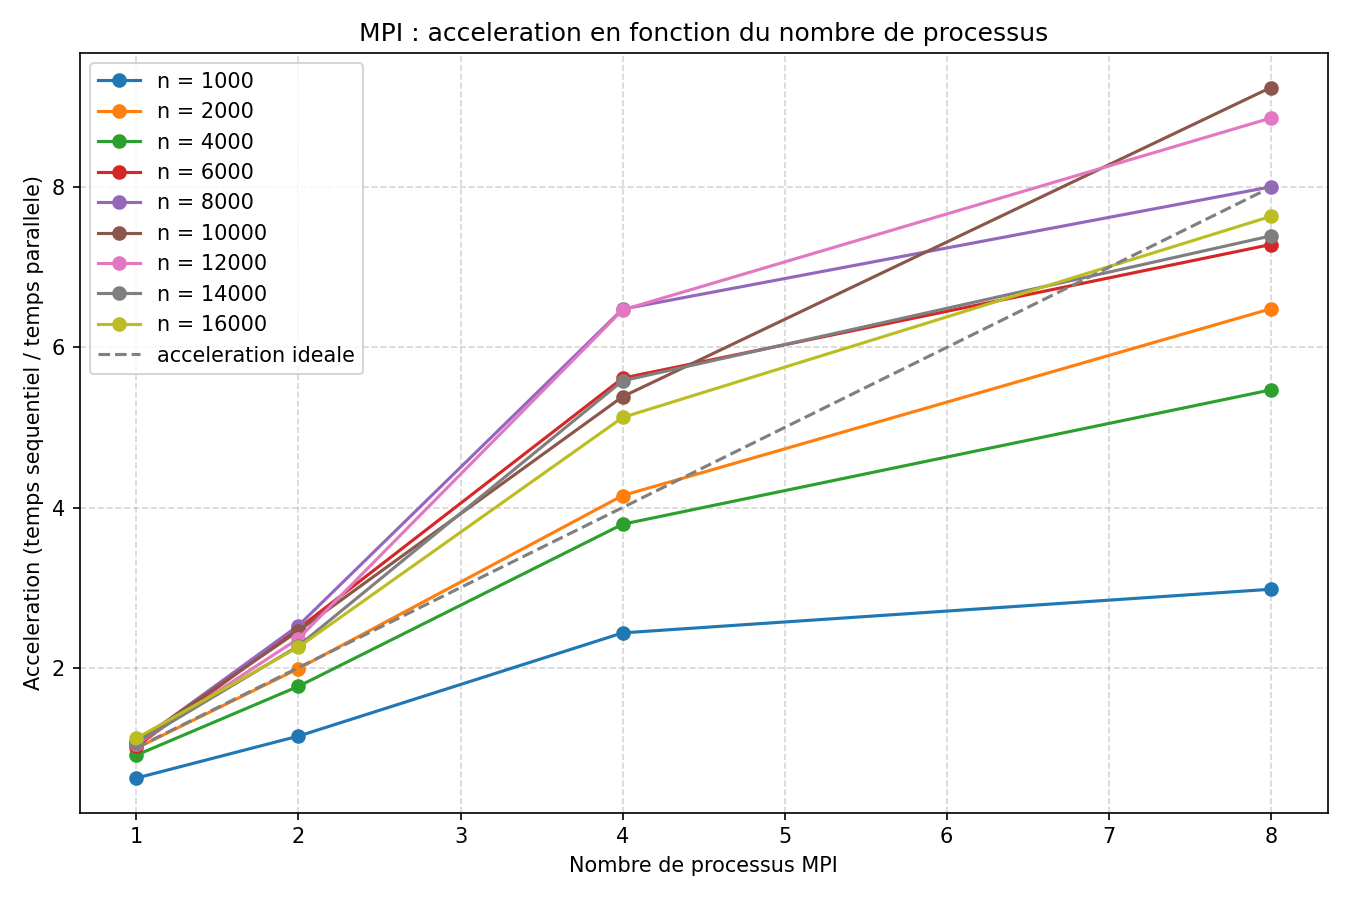 MPI : acceleration en fonction du nombre de processus
n = 1000
n = 2000
n = 4000
n = 6000
n = 8000
n = 10000
n = 12000
n = 14000
n = 16000
acceleration ideale
Acceleration (temps sequentiel / temps parallele)
8
6
4
2
1 2 3 4 5 6 7 8
Nombre de processus MPI